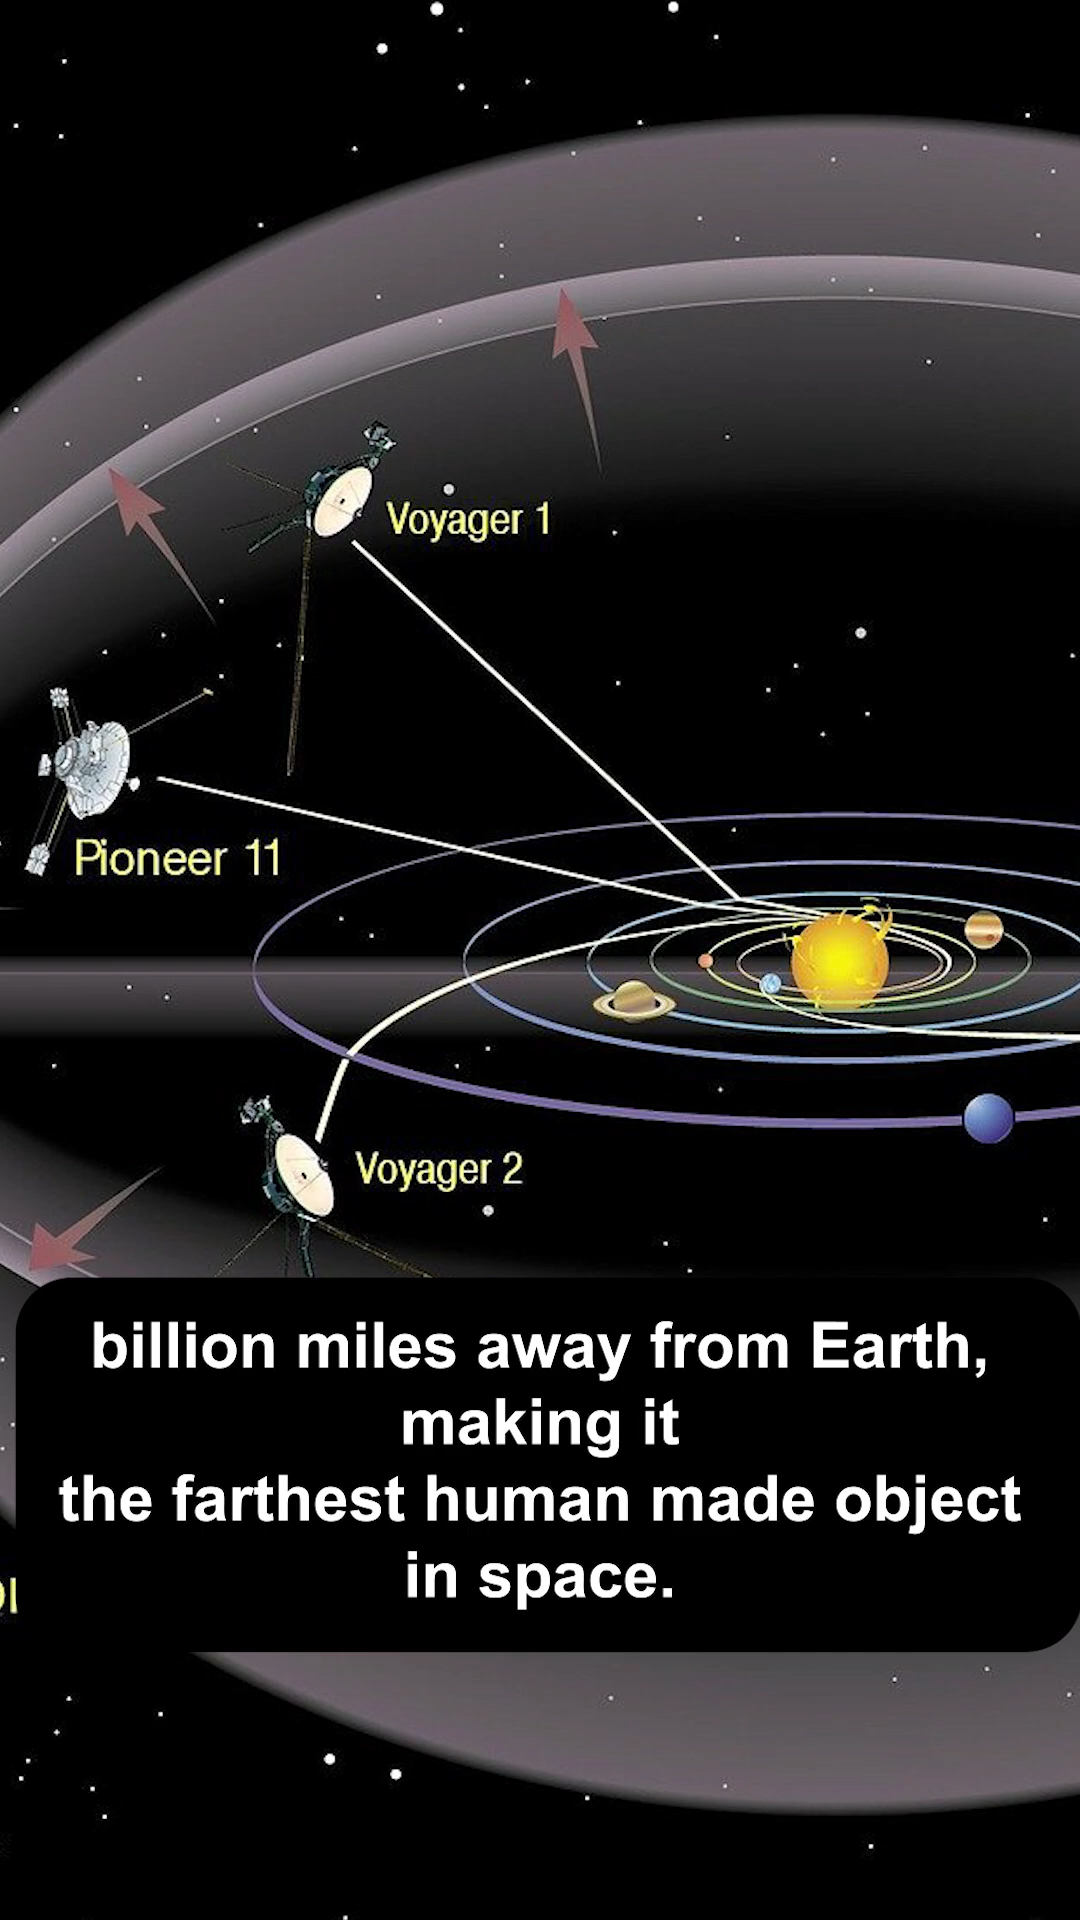 Voyager 1
Pioneer 11
Voyager 2
billion miles away from Earth,
making it
the farthest human made object
in space.